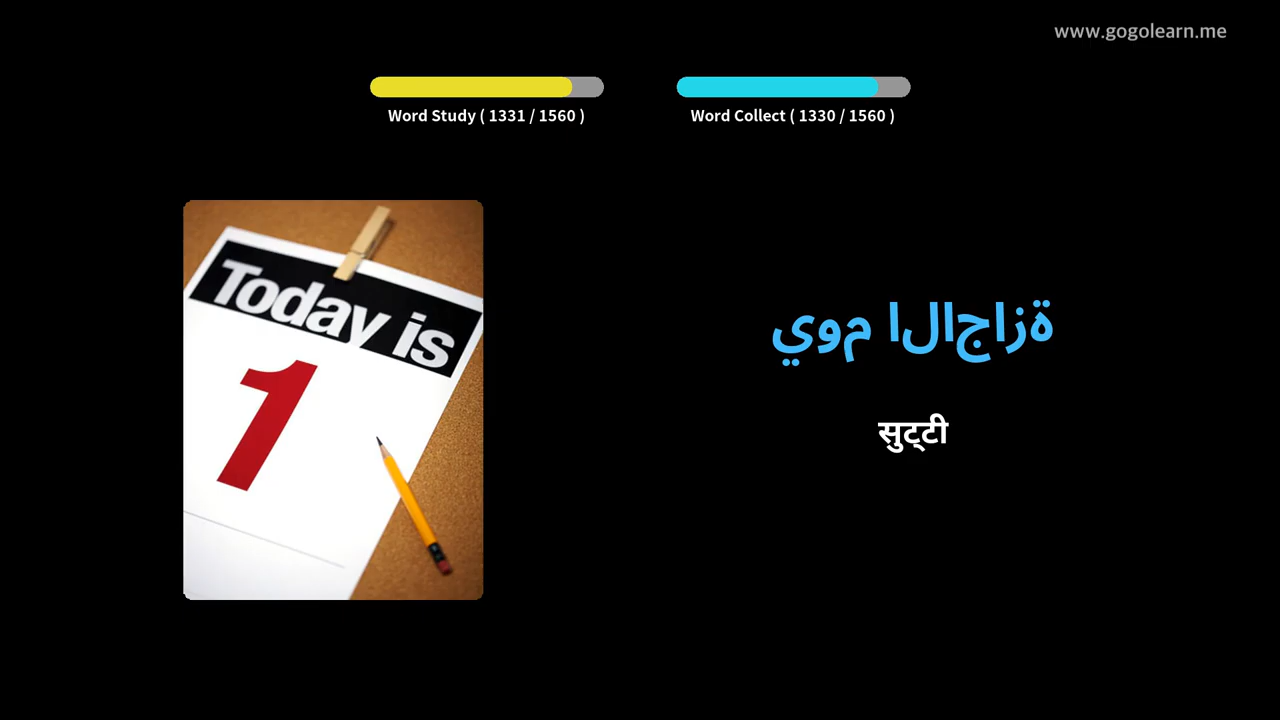 www.gogolearn.me
Word Study ( 1331 / 1560 )
Word Collect ( 1330 / 1560 )
Today is
1
يوم الاجازة
सुट्टी